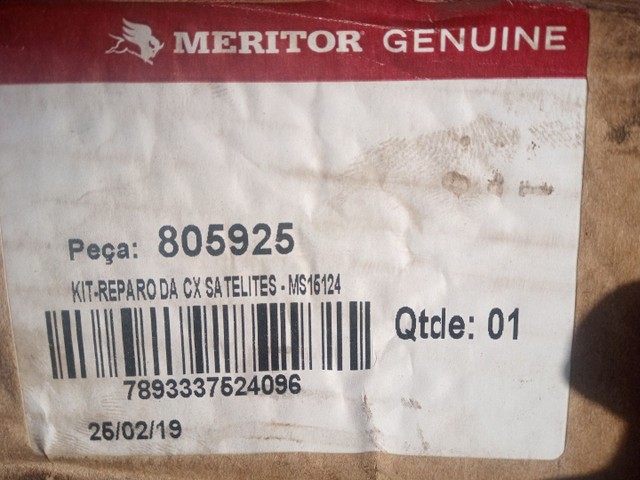 MERITOR GENUINE
Peça: 805925
KIT-REPARO DA CX SATELITES - MS15124
Qtde: 01
7893337524096
25/02/19